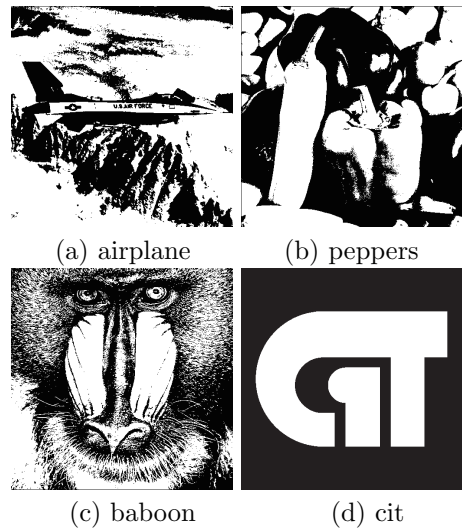 U.S. AIR FORCE
(a) airplane
(b) peppers
(c) baboon
(d) cit